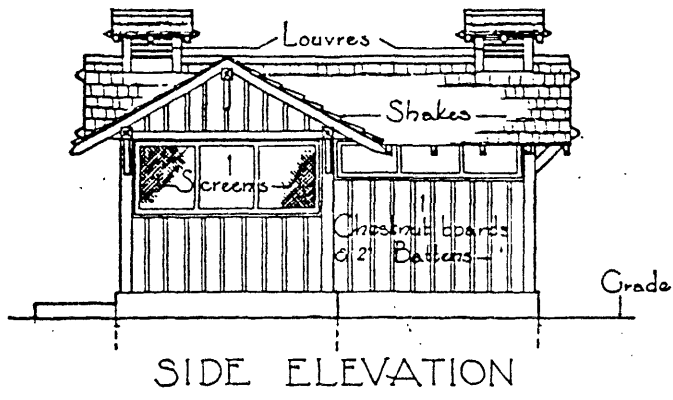 Louvres
Shakes
Screens
Chestnut boards
& 2" Battens
Grade
SIDE ELEVATION